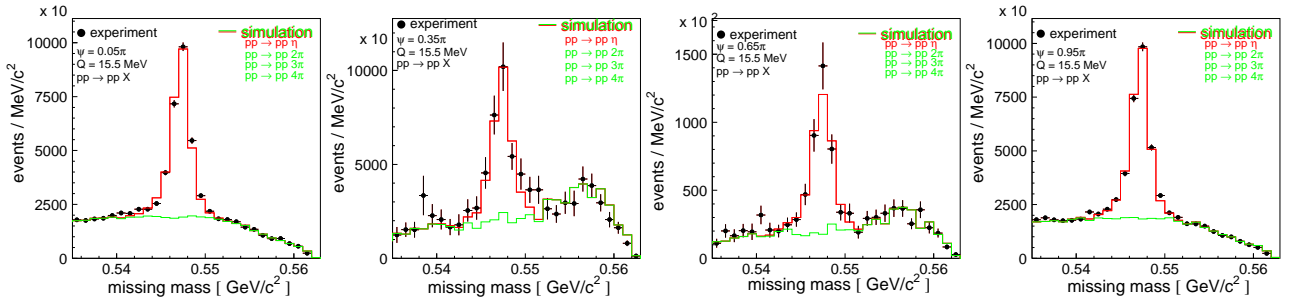 x 10
events / MeV/c²
10000
7500
5000
2500
0
experiment
ψ = 0.05π
Q = 15.5 MeV
pp → pp X
simulation
pp → pp η
pp → pp 2π
pp → pp 3π
pp → pp 4π
0.54 0.55 0.56
missing mass [ GeV/c² ]
x 10
events / MeV/c²
10000
5000
0
experiment
ψ = 0.35π
Q = 15.5 MeV
pp → pp X
simulation
pp → pp η
pp → pp 2π
pp → pp 3π
pp → pp 4π
0.54 0.55 0.56
missing mass [ GeV/c² ]
x 10²
events / MeV/c²
1500
1000
500
0
experiment
ψ = 0.65π
Q = 15.5 MeV
pp → pp X
simulation
pp → pp η
pp → pp 2π
pp → pp 3π
pp → pp 4π
0.54 0.55 0.56
missing mass [ GeV/c² ]
x 10
events / MeV/c²
10000
7500
5000
2500
0
experiment
ψ = 0.95π
Q = 15.5 MeV
pp → pp X
simulation
pp → pp η
pp → pp 2π
pp → pp 3π
pp → pp 4π
0.54 0.55 0.56
missing mass [ GeV/c² ]